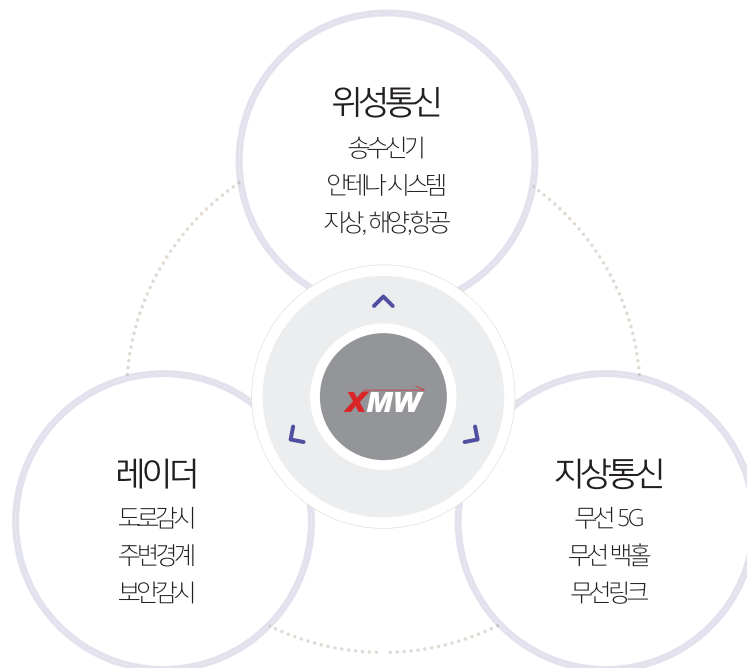 위성통신
송수신기
안테나 시스템
지상, 해양,항공
XMW
레이더
도로감시
주변경계
보안감시
지상통신
무선 5G
무선 백홀
무선링크